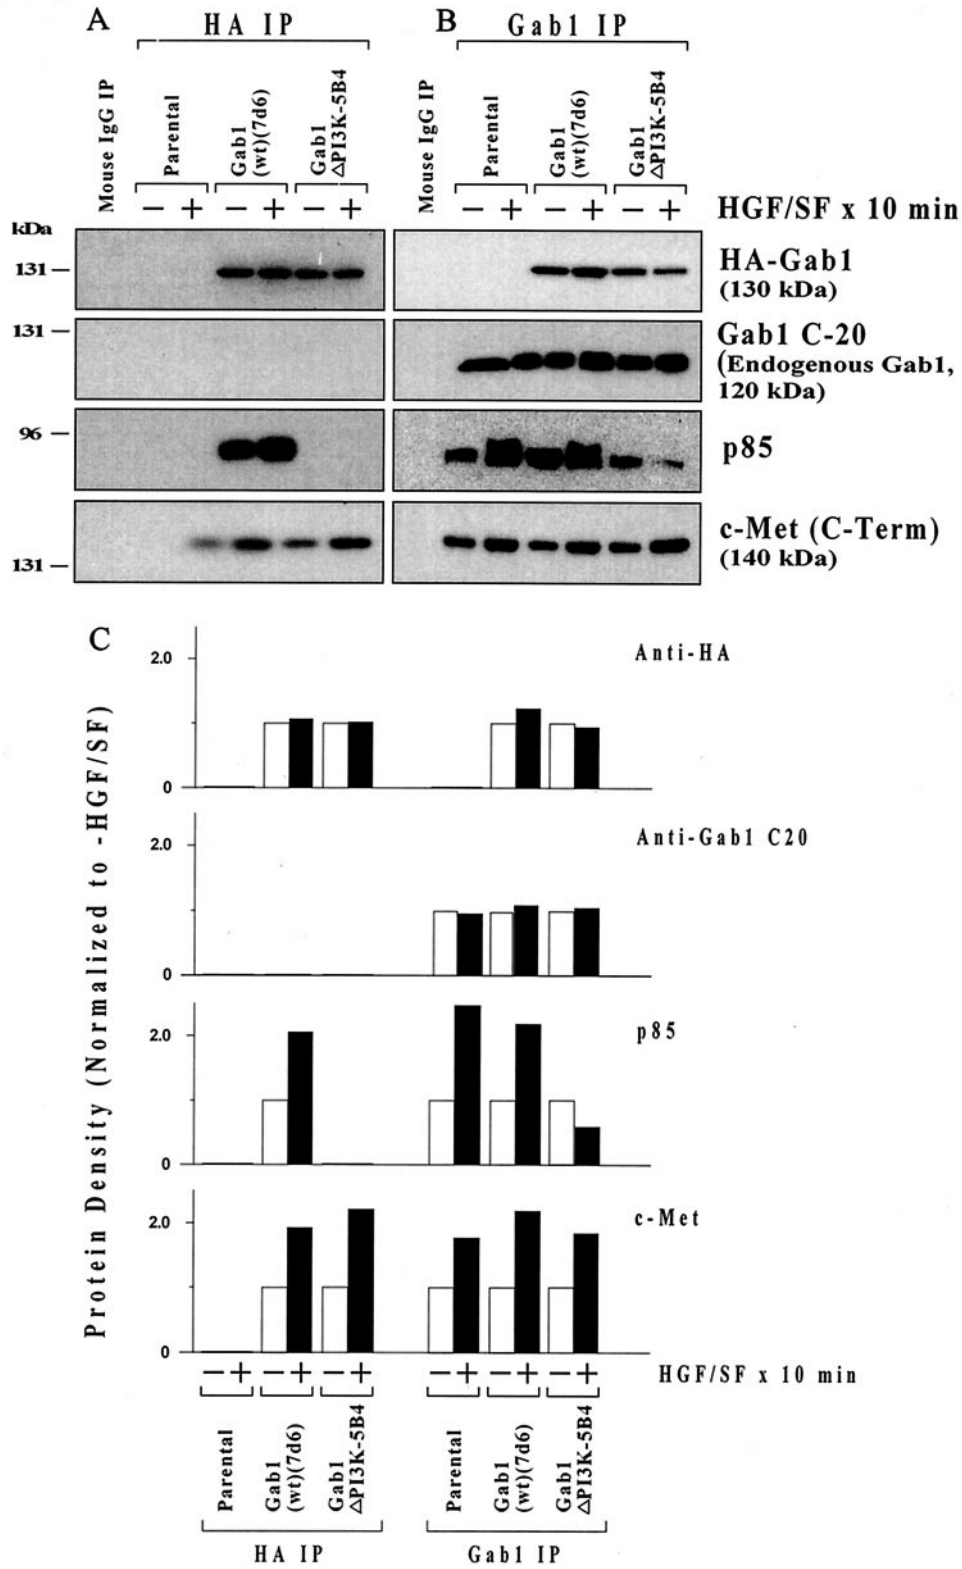 A
HA IP
B
Gab1 IP
Mouse IgG IP
Parental
Gab1
(wt)(7d6)
Gab1
△PI3K-5B4
Mouse IgG IP
Parental
Gab1
(wt)(7d6)
Gab1
△PI3K-5B4
− + − + − +
− + − + − +
HGF/SF x 10 min
kDa
131
HA-Gab1
(130 kDa)
131
Gab1 C-20
(Endogenous Gab1,
120 kDa)
96
p85
131
c-Met (C-Term)
(140 kDa)
C
Protein Density (Normalized to -HGF/SF)
2.0
0
Anti-HA
2.0
0
Anti-Gab1 C20
2.0
0
p85
2.0
0
c-Met
− + − + − +
− + − + − +
HGF/SF x 10 min
Parental
Gab1
(wt)(7d6)
Gab1
△PI3K-5B4
Parental
Gab1
(wt)(7d6)
Gab1
△PI3K-5B4
HA IP
Gab1 IP